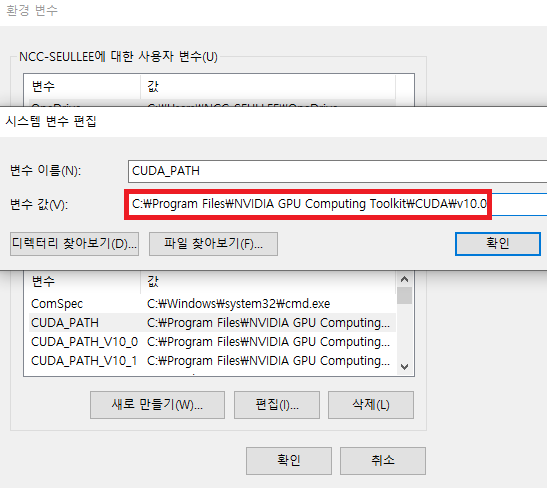 환경 변수
NCC-SEULLEE에 대한 사용자 변수(U)
변수 값
OneDrive C:₩Users₩NCC-SEULLEE₩OneDrive
시스템 변수 편집
변수 이름(N): CUDA_PATH
변수 값(V): C:₩Program Files₩NVIDIA GPU Computing Toolkit₩CUDA₩v10.0
디렉터리 찾아보기(D)... 파일 찾아보기(F)... 확인
변수 값
ComSpec C:₩Windows₩system32₩cmd.exe
CUDA_PATH C:₩Program Files₩NVIDIA GPU Computing...
CUDA_PATH_V10_0 C:₩Program Files₩NVIDIA GPU Computing...
CUDA_PATH_V10_1 C:₩Program Files₩NVIDIA GPU Computing...
새로 만들기(W)... 편집(I)... 삭제(L)
확인 취소